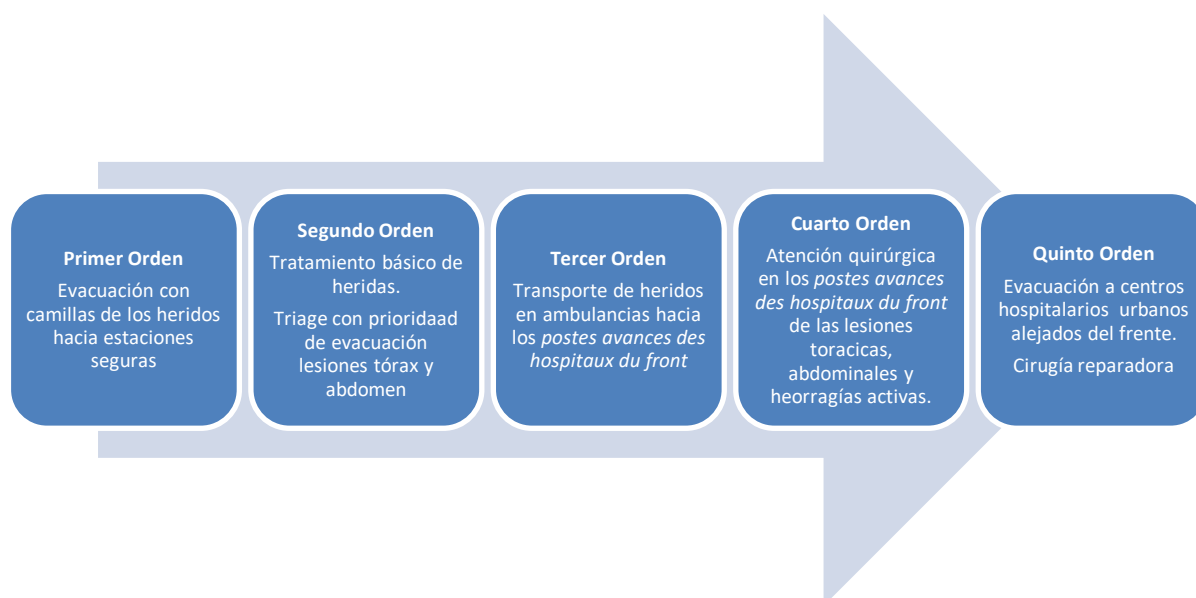 Primer Orden
Evacuación con
camillas de los heridos
hacia estaciones
seguras
Segundo Orden
Tratamiento básico de
heridas.
Triage con prioridaad
de evacuación
lesiones tórax y
abdomen
Tercer Orden
Transporte de heridos
en ambulancias hacia
los postes avances des
hospitaux du front
Cuarto Orden
Atención quirúrgica
en los postes avances
des hospitaux du front
de las lesiones
toracicas,
abdominales y
heorragías activas.
Quinto Orden
Evacuación a centros
hospitalarios urbanos
alejados del frente.
Cirugía reparadora